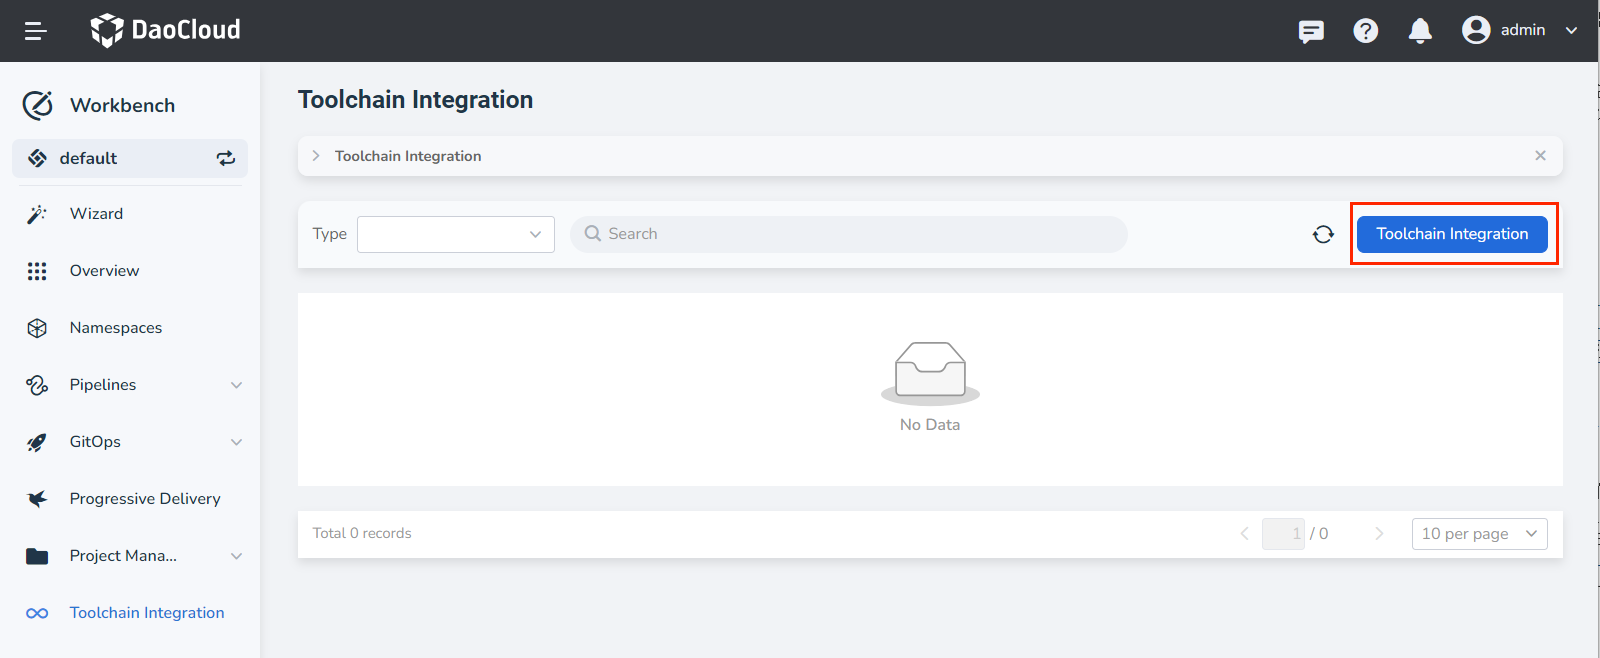 DaoCloud
admin
Workbench
default
Wizard
Overview
Namespaces
Pipelines
GitOps
Progressive Delivery
Project Mana...
Toolchain Integration
Toolchain Integration
Toolchain Integration
Type
Search
Toolchain Integration
No Data
Total 0 records
1 / 0
10 per page